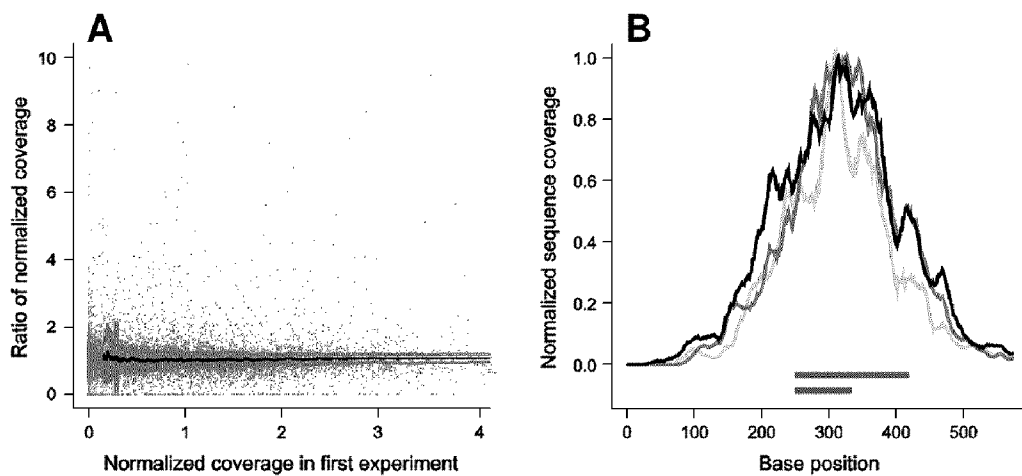 A
Ratio of normalized coverage
10
8
6
4
2
0
0 1 2 3 4
Normalized coverage in first experiment
B
Normalized sequence coverage
1.0
0.8
0.6
0.4
0.2
0.0
0 100 200 300 400 500
Base position